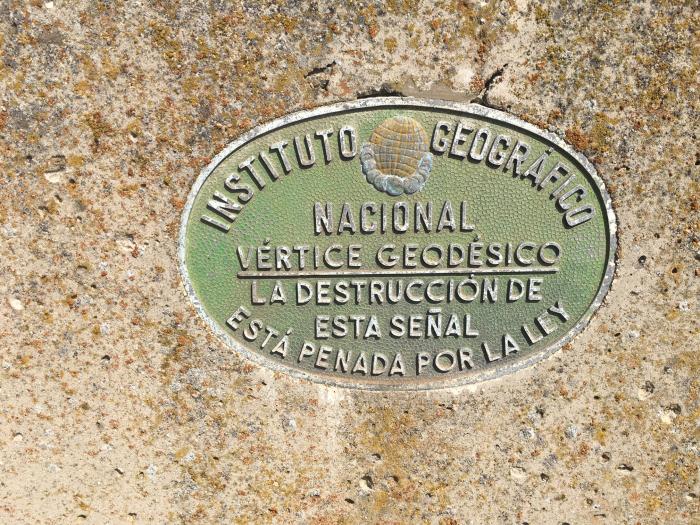 INSTITUTO GEOGRÁFICO
NACIONAL
VÉRTICE GEODÉSICO
LA DESTRUCCIÓN DE
ESTA SEÑAL
ESTÁ PENADA POR LA LEY